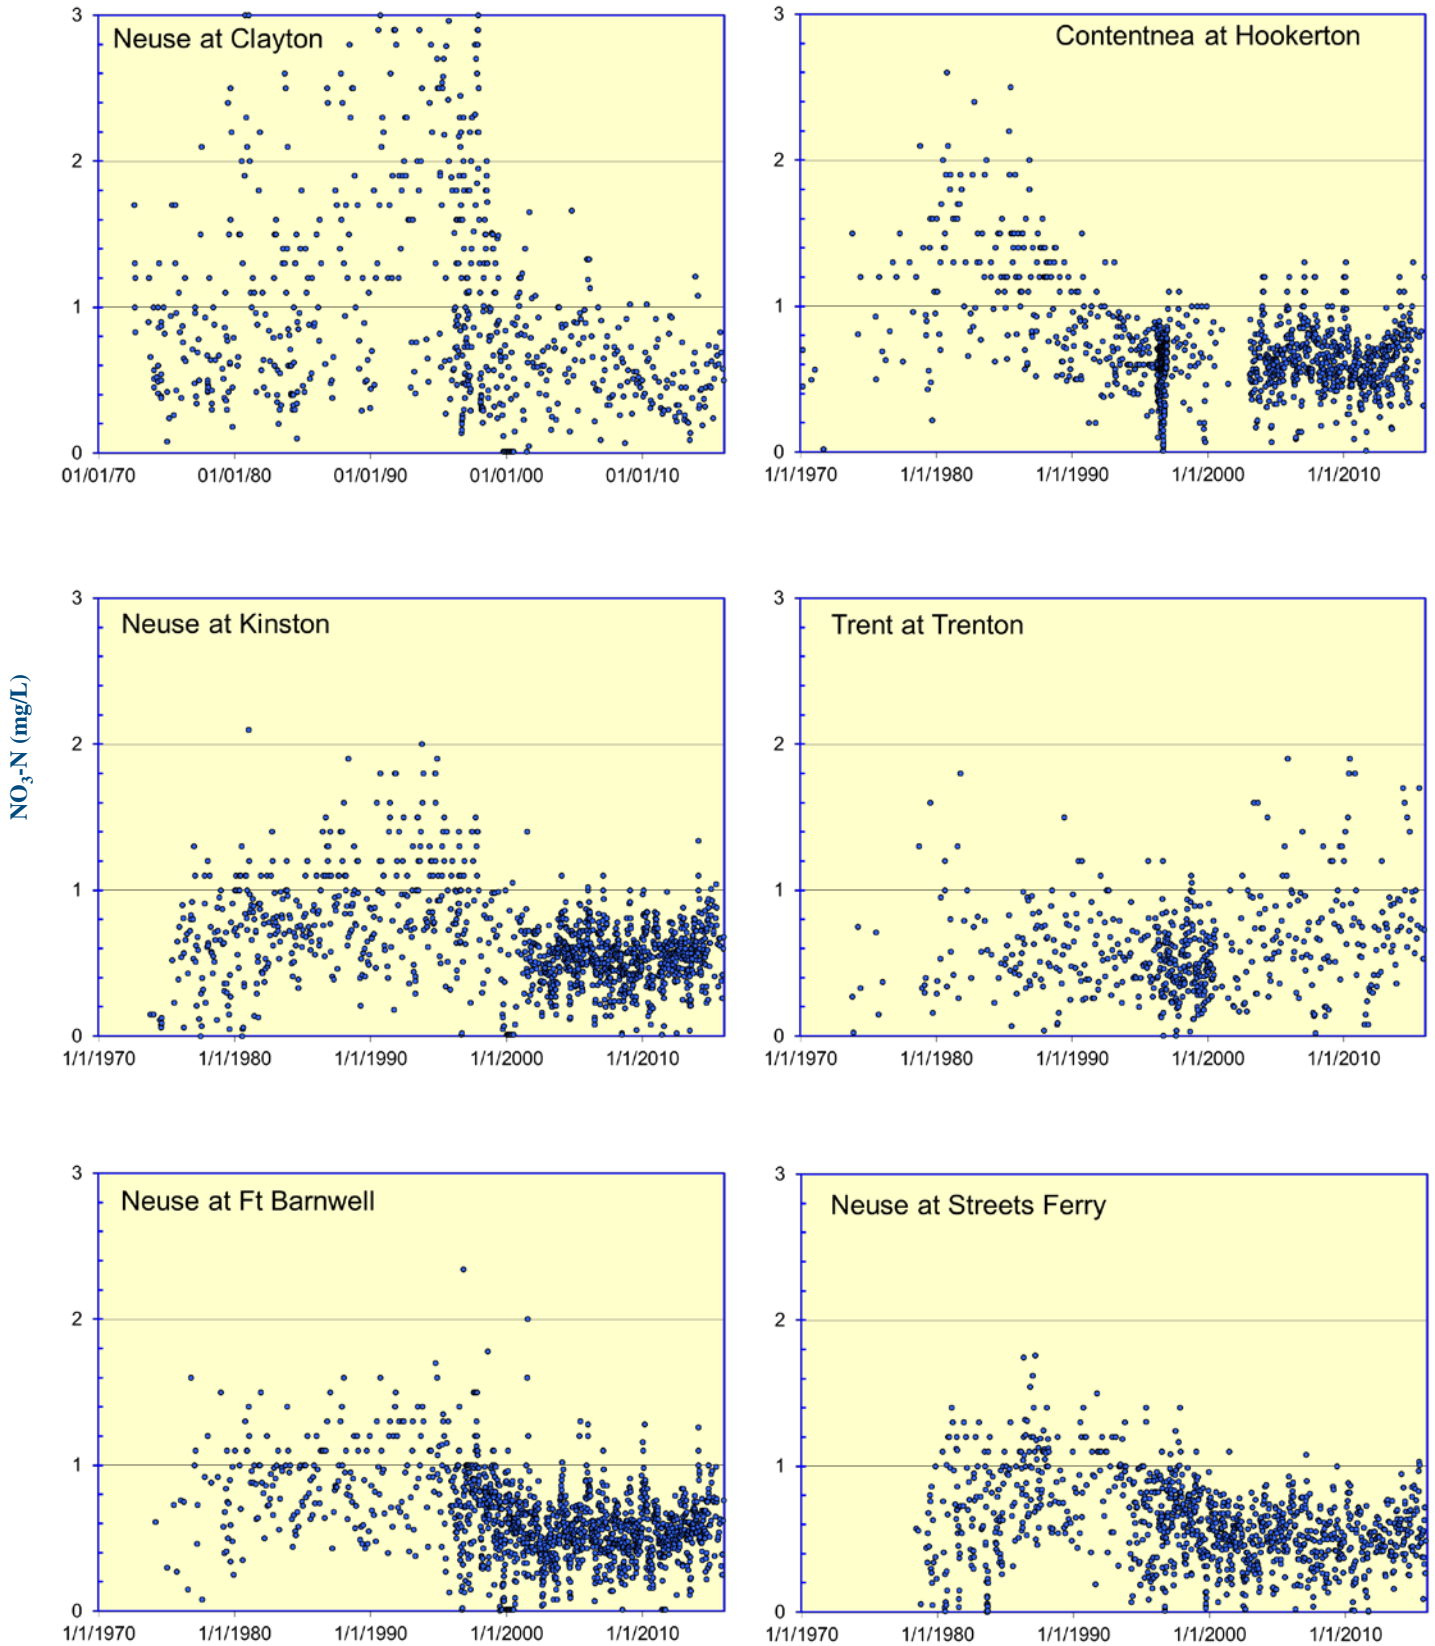 NO3-N (mg/L)
Neuse at Clayton
3
2
1
0
01/01/70 01/01/80 01/01/90 01/01/00 01/01/10
Contentnea at Hookerton
3
2
1
0
1/1/1970 1/1/1980 1/1/1990 1/1/2000 1/1/2010
Neuse at Kinston
3
2
1
0
1/1/1970 1/1/1980 1/1/1990 1/1/2000 1/1/2010
Trent at Trenton
3
2
1
0
1/1/1970 1/1/1980 1/1/1990 1/1/2000 1/1/2010
Neuse at Ft Barnwell
3
2
1
0
1/1/1970 1/1/1980 1/1/1990 1/1/2000 1/1/2010
Neuse at Streets Ferry
3
2
1
0
1/1/1970 1/1/1980 1/1/1990 1/1/2000 1/1/2010